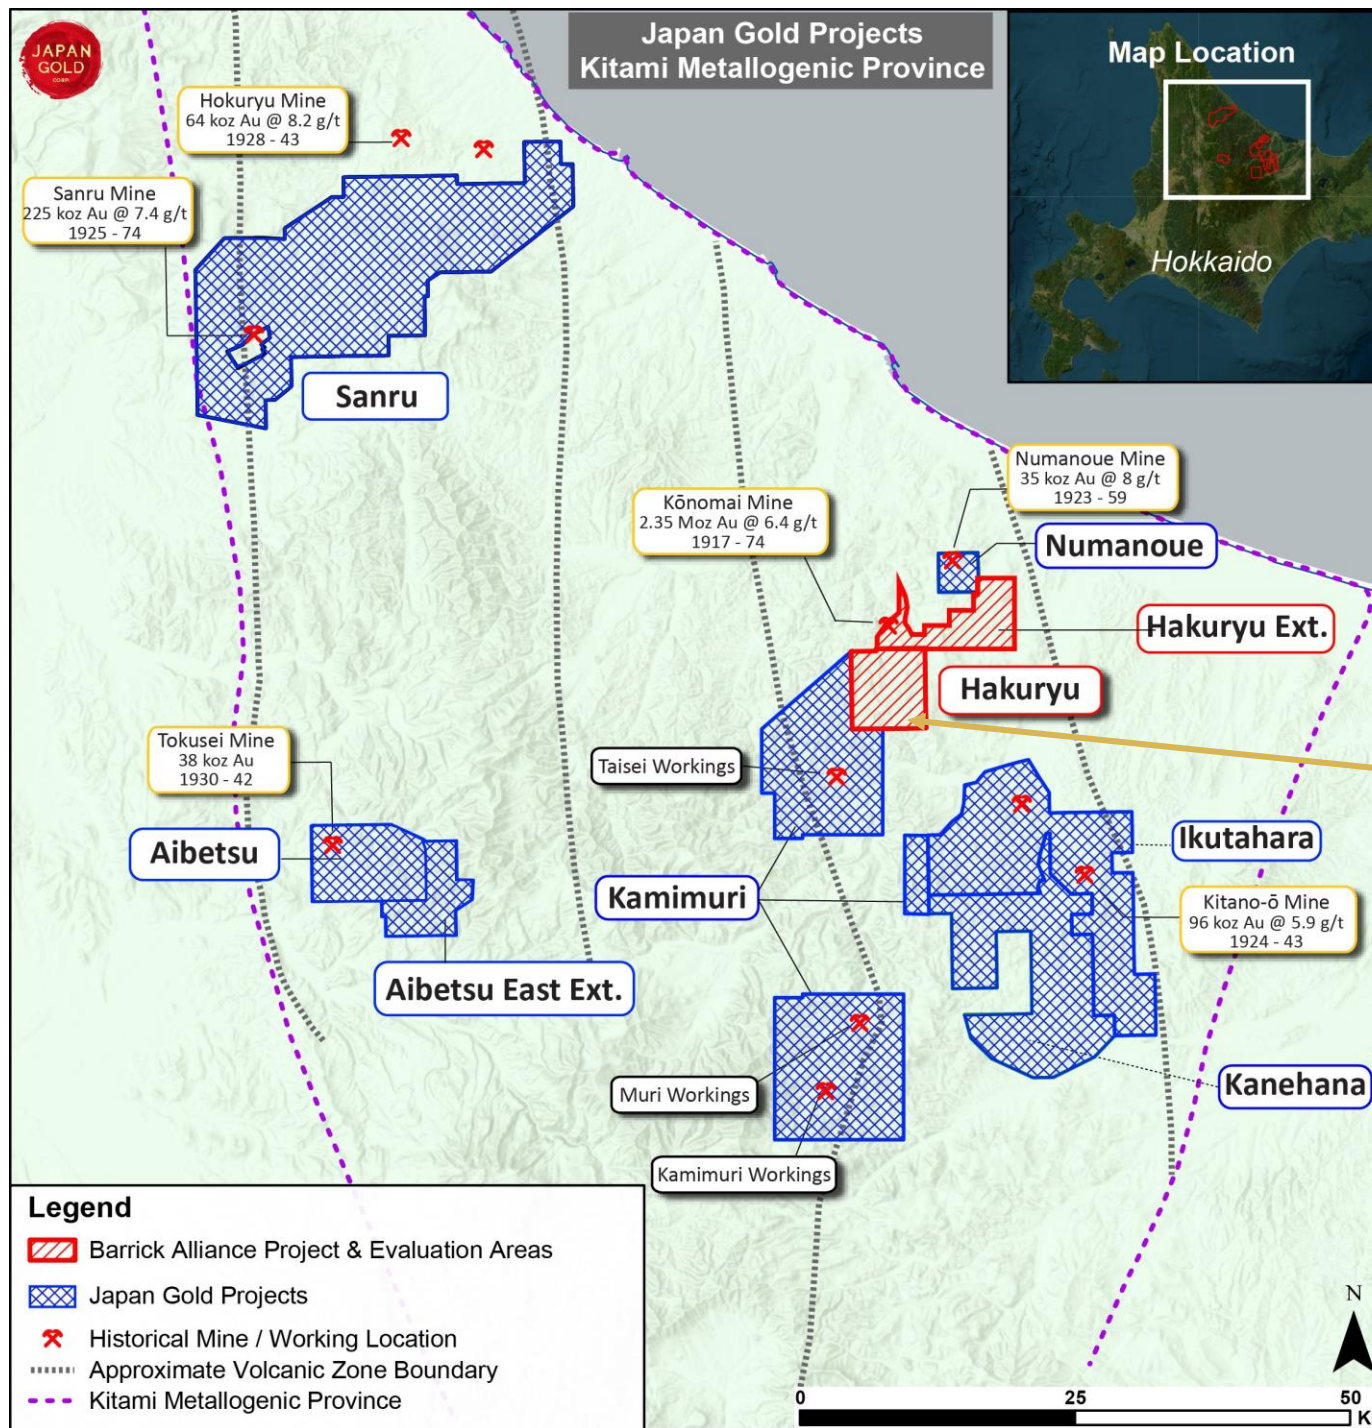 JAPAN
GOLD
CORP.
Japan Gold Projects
Kitami Metallogenic Province
Map Location
Hokkaido
Hokuryu Mine
64 koz Au @ 8.2 g/t
1928 - 43
Sanru Mine
225 koz Au @ 7.4 g/t
1925 - 74
Sanru
Numanoue Mine
35 koz Au @ 8 g/t
1923 - 59
Kōnomai Mine
2.35 Moz Au @ 6.4 g/t
1917 - 74
Numanoue
Hakuryu Ext.
Hakuryu
Tokusei Mine
38 koz Au
1930 - 42
Taisei Workings
Aibetsu
Ikutahara
Kamimuri
Kitano-ō Mine
96 koz Au @ 5.9 g/t
1924 - 43
Aibetsu East Ext.
Muri Workings
Kanehana
Kamimuri Workings
Legend
Barrick Alliance Project & Evaluation Areas
Japan Gold Projects
Historical Mine / Working Location
Approximate Volcanic Zone Boundary
Kitami Metallogenic Province
N
0 25 50
K